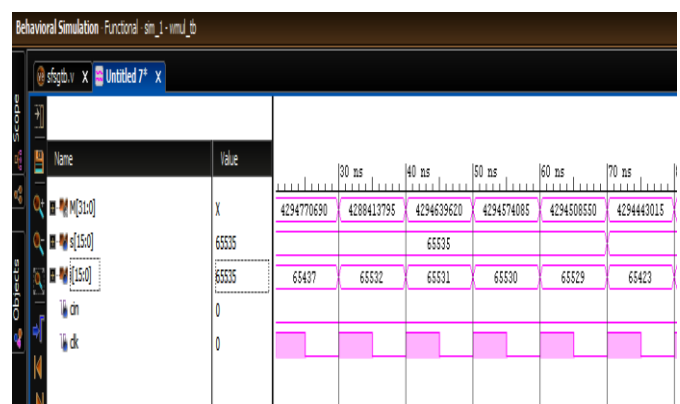 Behavioral Simulation - Functional - sim_1 - wmul_tb
sfsgtb.v X Untitled 7* X
Scope
Objects
Name Value
30 ns 40 ns 50 ns 60 ns 70 ns
M[31:0] X 4294770690 4288413795 4294639620 4294574085 4294508550 4294443015
s[15:0] 65535 65535
i[15:0] 65535 65437 65532 65531 65530 65529 65423
cin 0
clk 0